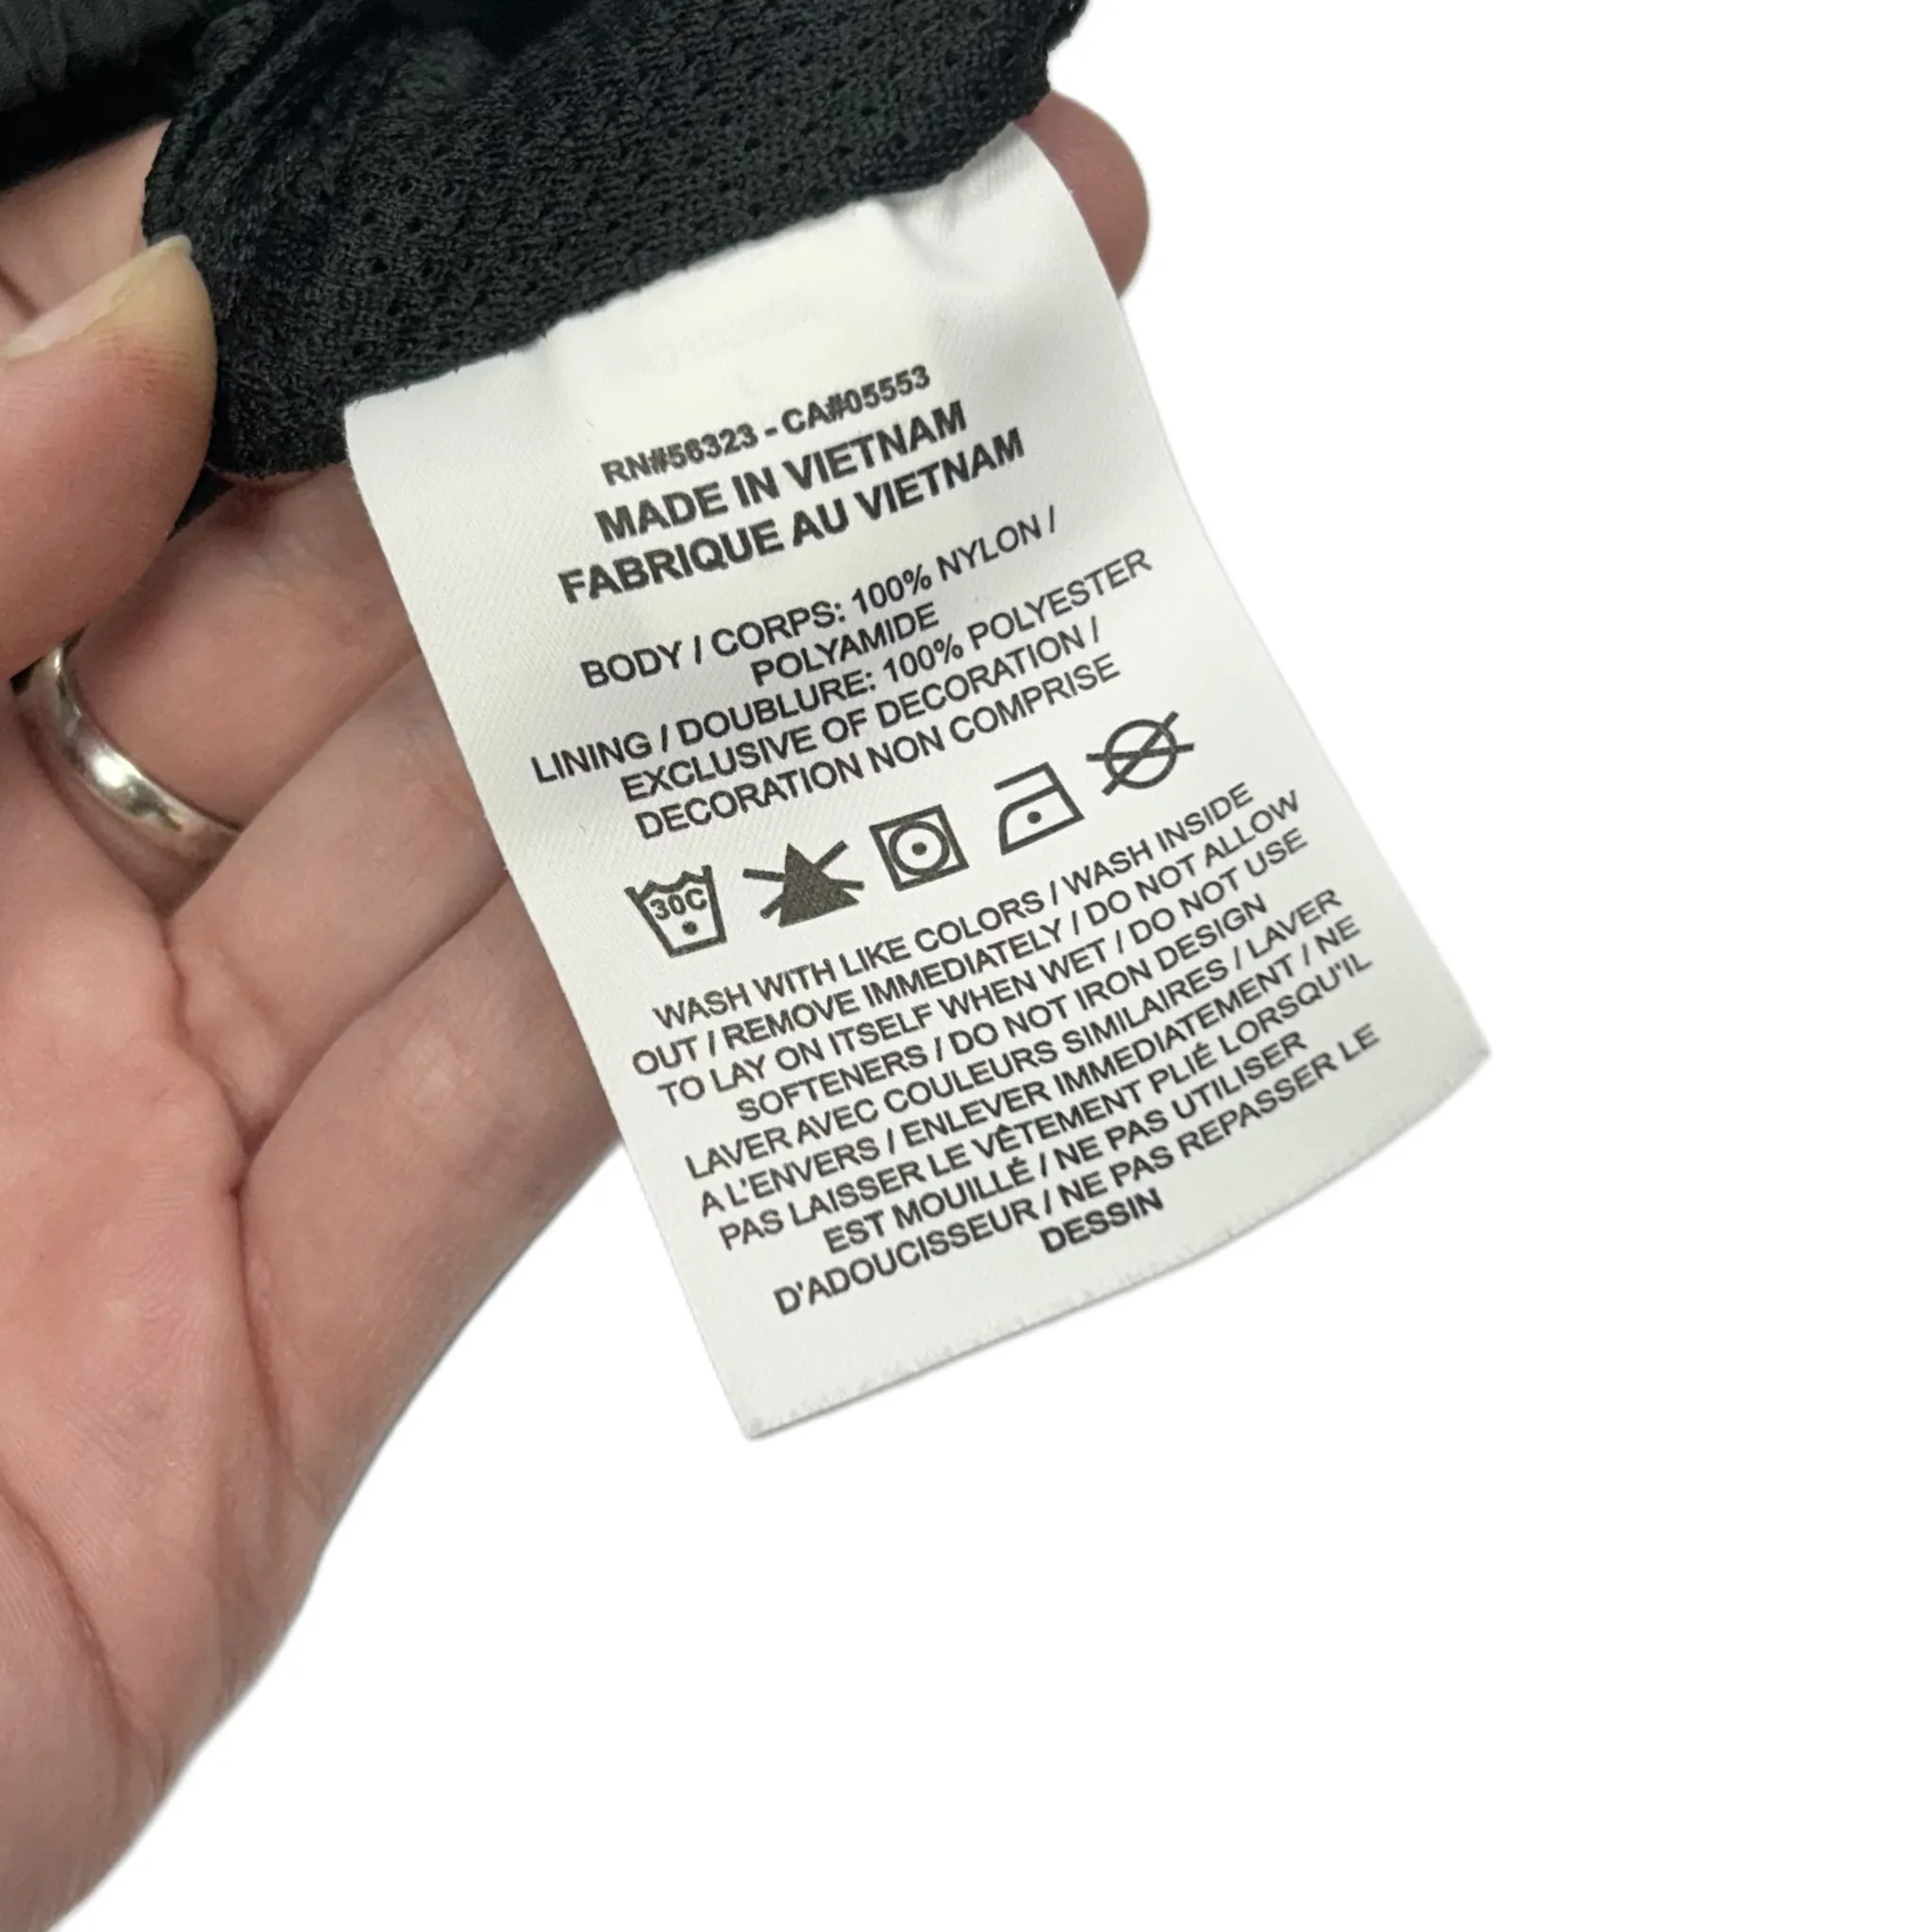 RN#56323 - CA#05553
MADE IN VIETNAM
FABRIQUE AU VIETNAM
BODY / CORPS: 100% NYLON /
POLYAMIDE
LINING / DOUBLURE: 100% POLYESTER
EXCLUSIVE OF DECORATION /
DECORATION NON COMPRISE
30C
WASH WITH LIKE COLORS / WASH INSIDE
OUT / REMOVE IMMEDIATELY / DO NOT ALLOW
TO LAY ON ITSELF WHEN WET / DO NOT USE
SOFTENERS / DO NOT IRON DESIGN
LAVER AVEC COULEURS SIMILAIRES / LAVER
A L'ENVERS / ENLEVER IMMEDIATEMENT / NE
PAS LAISSER LE VÊTEMENT PLIÉ LORSQU'IL
EST MOUILLÉ / NE PAS UTILISER
D'ADOUCISSEUR / NE PAS REPASSER LE
DESSIN